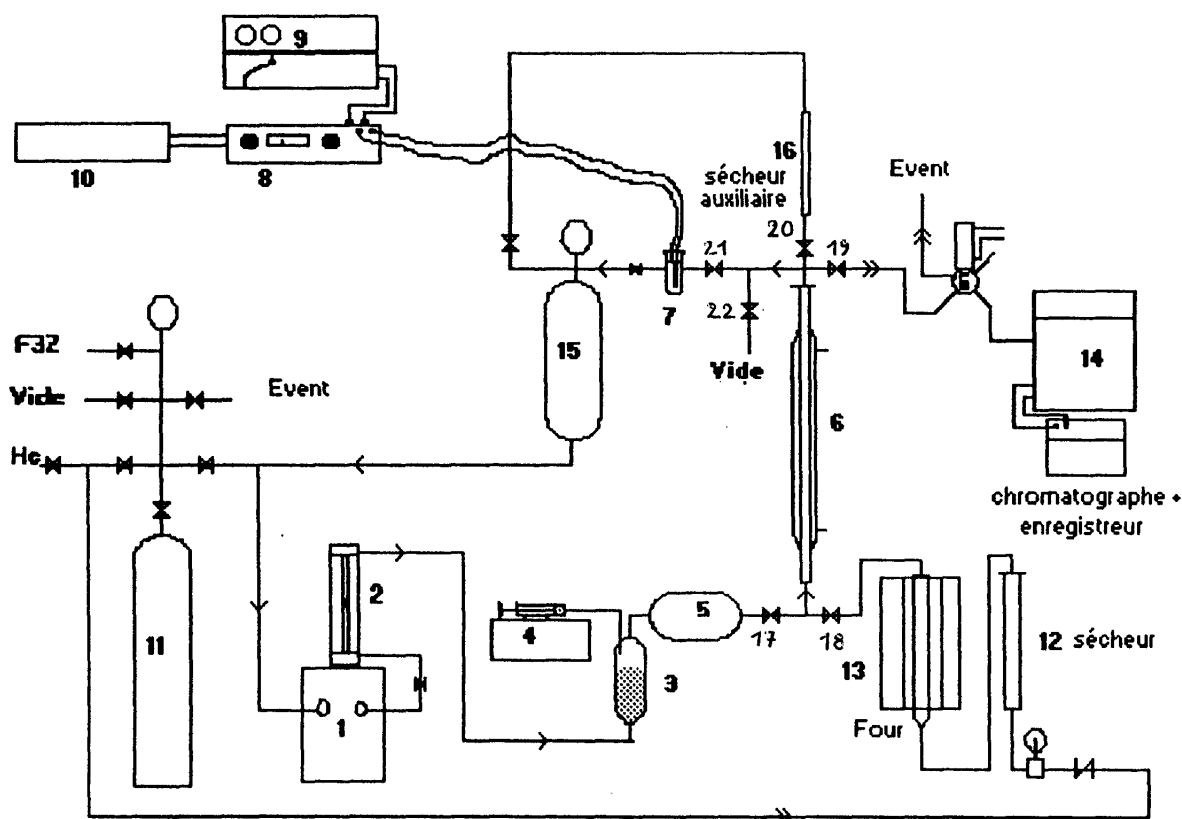 9
10
8
16
sécheur
auxiliaire
Event
20
21
19
7
22
Vide
15
14
F32
Vide
Event
He
6
chromatographe +
enregistreur
2
11
1
4
5
3
17
18
13
Four
12 sécheur